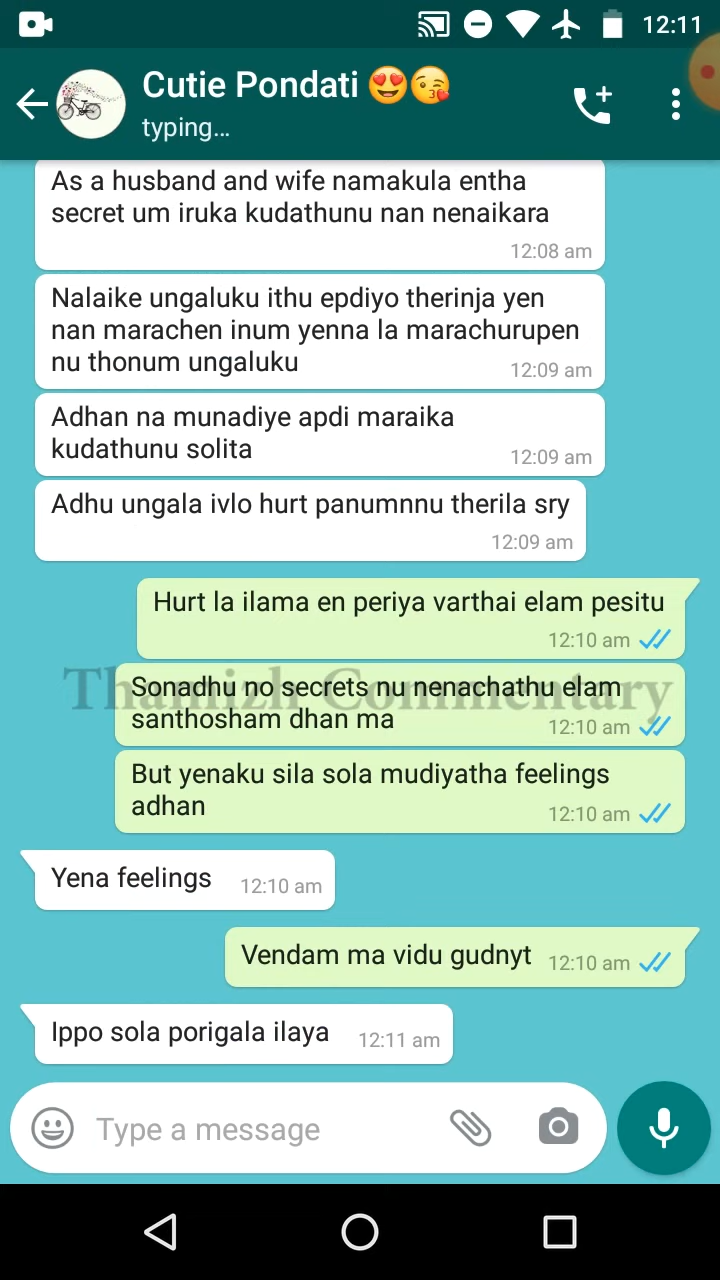 12:11
Cutie Pondati 😍😘
typing...
As a husband and wife namakula entha
secret um iruka kudathunu nan nenaikara
12:08 am
Nalaike ungaluku ithu epdiyo therinja yen
nan marachen inum yenna la marachurupen
nu thonum ungaluku
12:09 am
Adhan na munadiye apdi maraika
kudathunu solita
12:09 am
Adhu ungala ivlo hurt panumnnu therila sry
12:09 am
Hurt la ilama en periya varthai elam pesitu
12:10 am
Thamizh Commentary
Sonadhu no secrets nu nenachathu elam
santhosham dhan ma
12:10 am
But yenaku sila sola mudiyatha feelings
adhan
12:10 am
Yena feelings
12:10 am
Vendam ma vidu gudnyt
12:10 am
Ippo sola porigala ilaya
12:11 am
Type a message